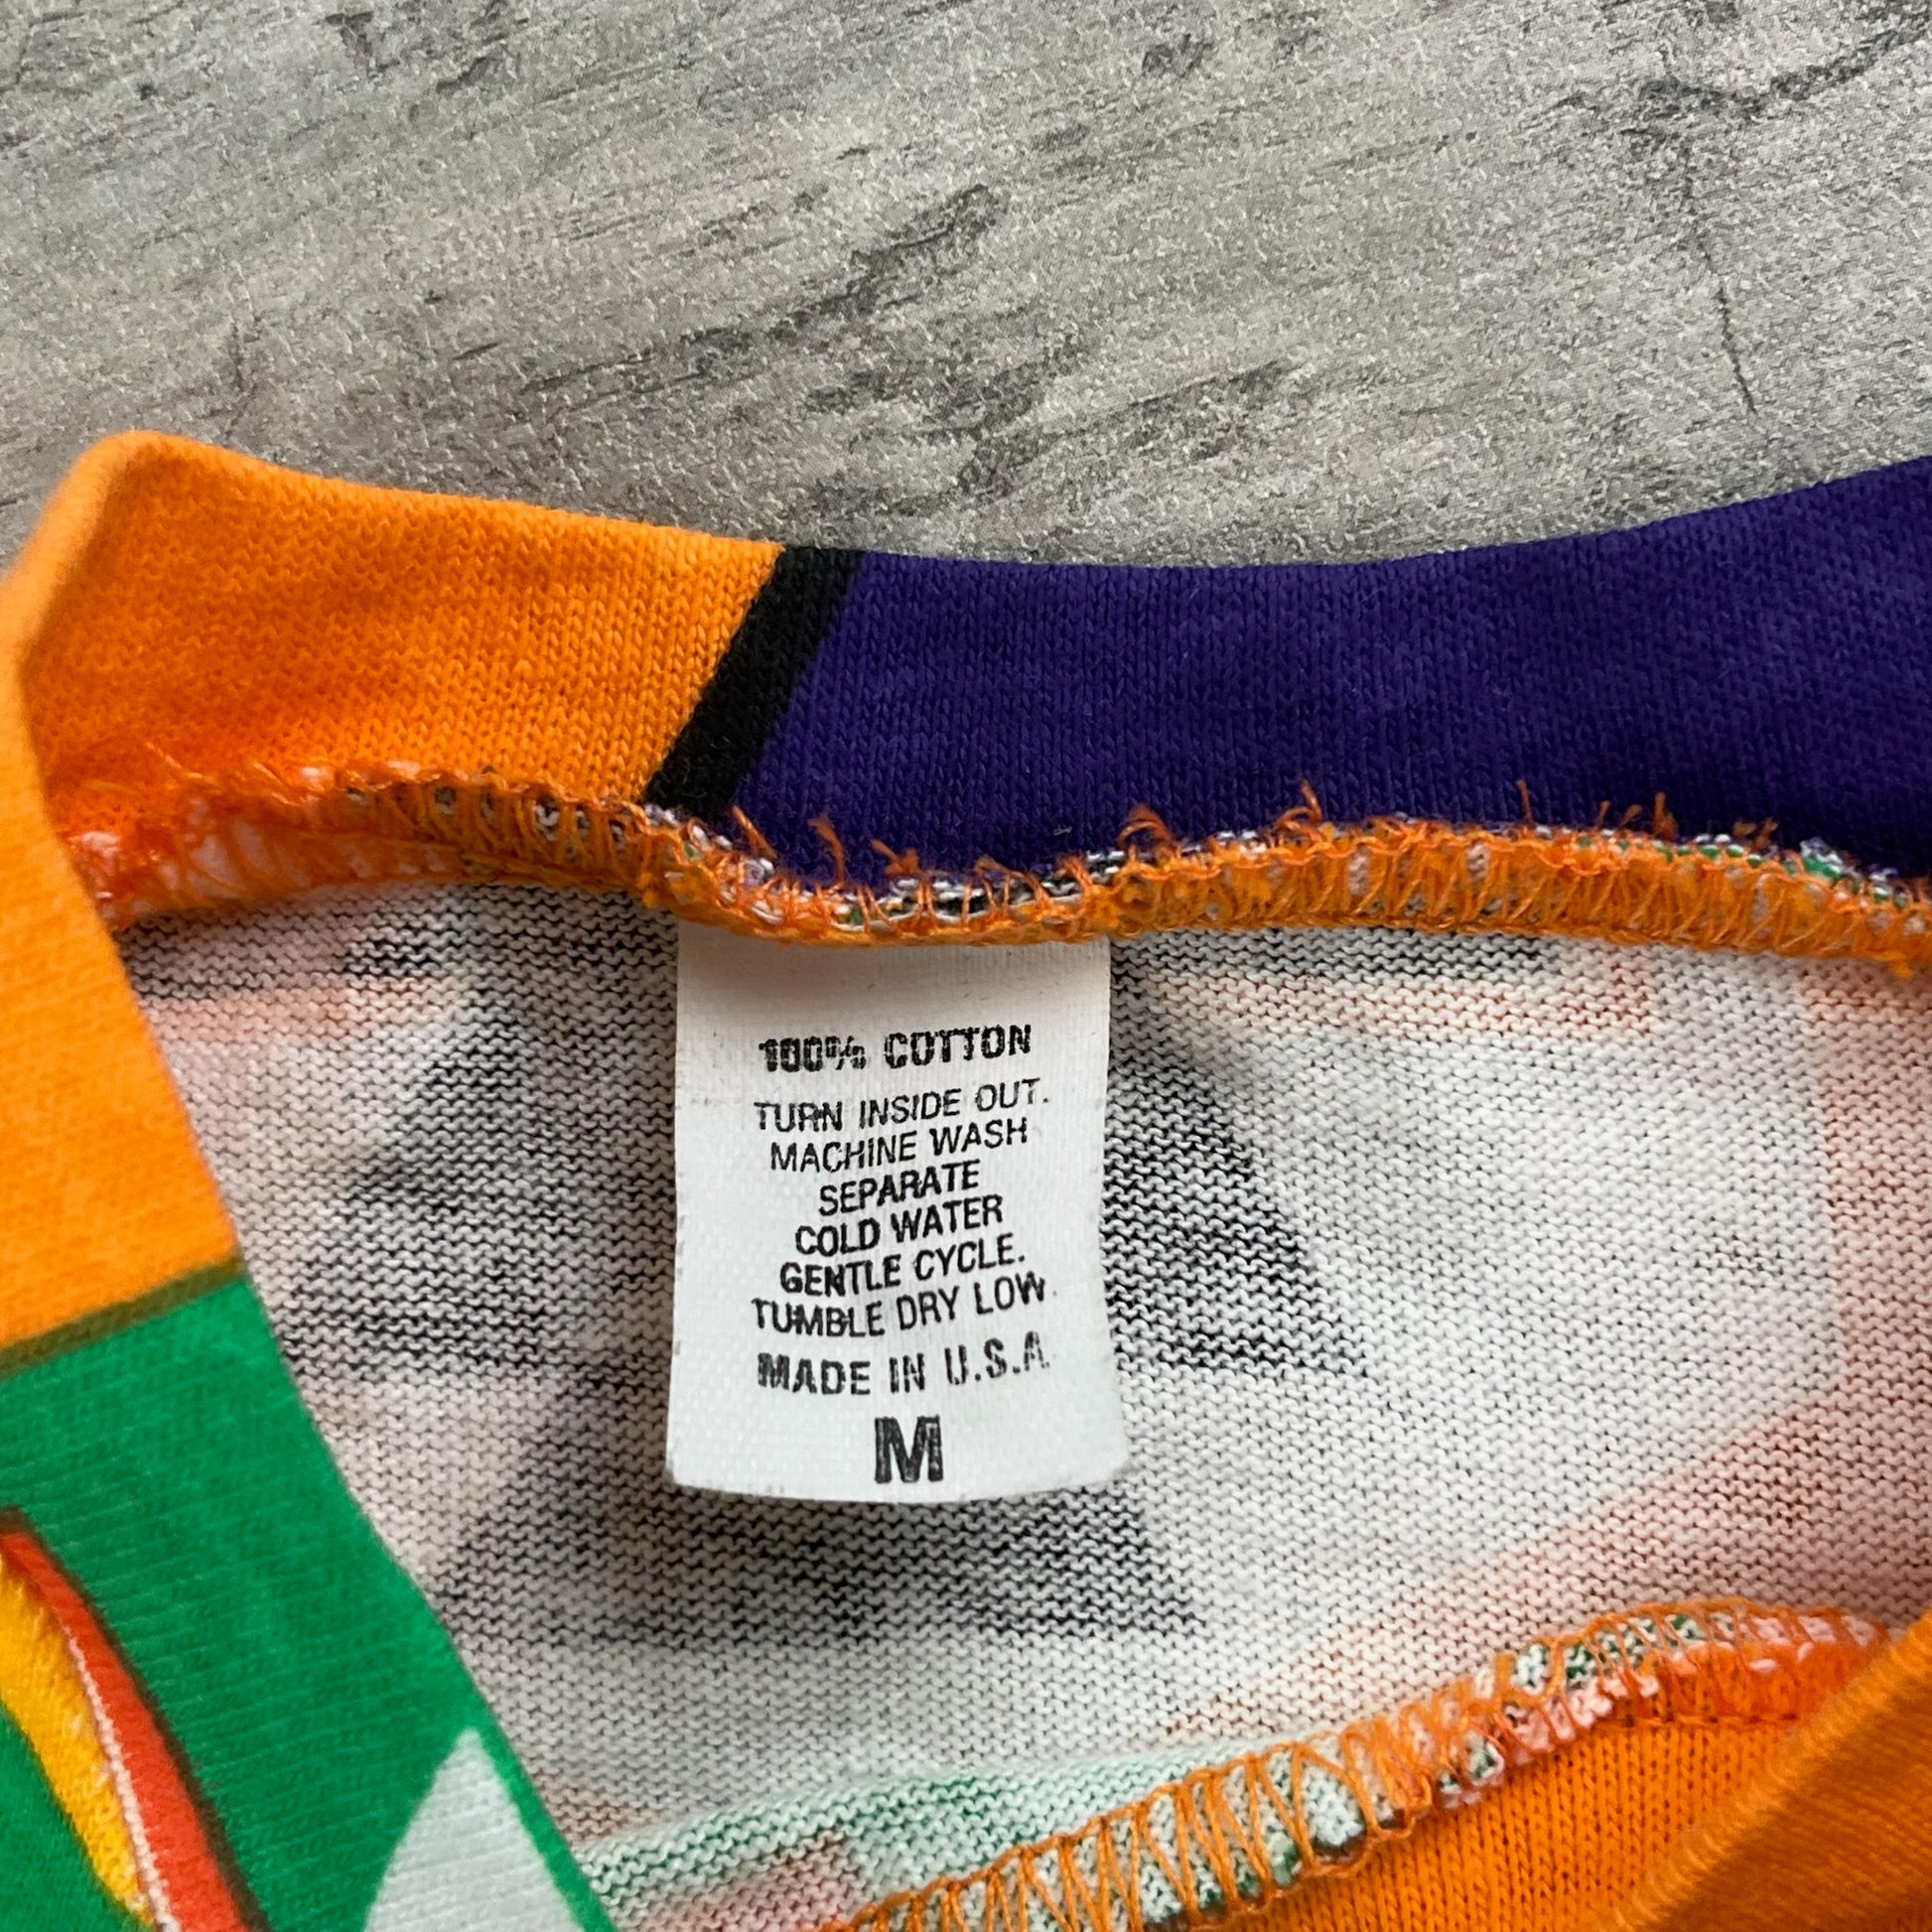 100% COTTON
TURN INSIDE OUT.
MACHINE WASH
SEPARATE
COLD WATER
GENTLE CYCLE.
TUMBLE DRY LOW.
MADE IN U.S.A.
M